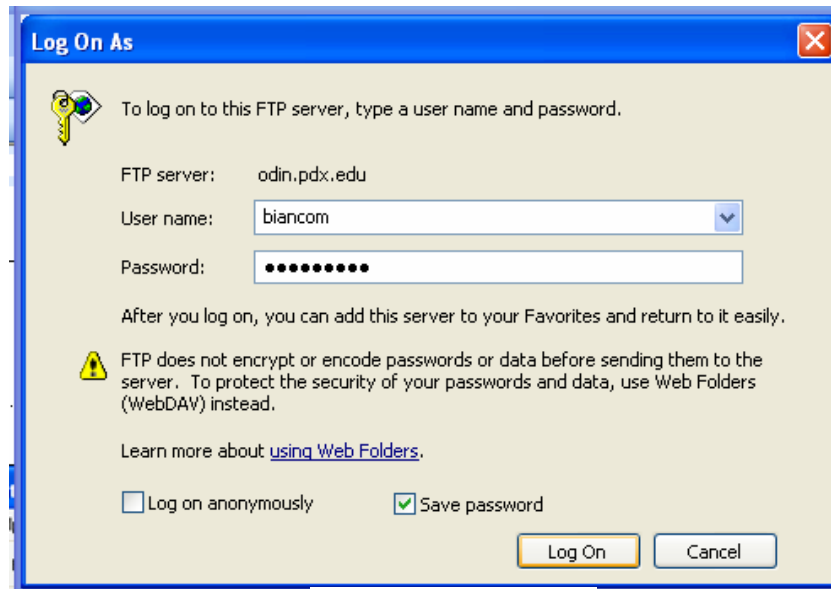 Log On As
To log on to this FTP server, type a user name and password.
FTP server: odin.pdx.edu
User name: biancom
Password: •••••••••
After you log on, you can add this server to your Favorites and return to it easily.
FTP does not encrypt or encode passwords or data before sending them to the
server. To protect the security of your passwords and data, use Web Folders
(WebDAV) instead.
Learn more about using Web Folders.
Log on anonymously Save password
Log On Cancel